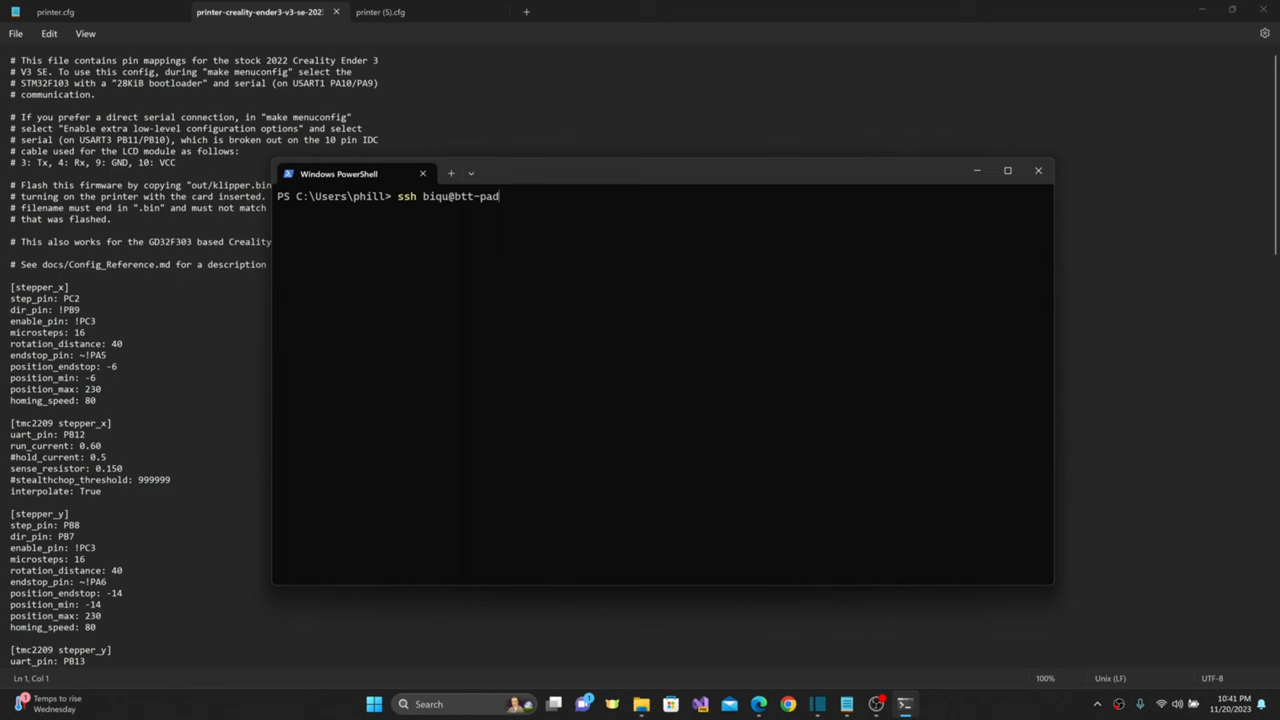 printer.cfg
printer-creality-ender3-v3-se-202
printer (5).cfg
File Edit View
# This file contains pin mappings for the stock 2022 Creality Ender 3
# V3 SE. To use this config, during "make menuconfig" select the
# STM32F103 with a "28KiB bootloader" and serial (on USART1 PA10/PA9)
# communication.
# If you prefer a direct serial connection, in "make menuconfig"
# select "Enable extra low-level configuration options" and select
# serial (on USART3 PB11/PB10), which is broken out on the 10 pin IDC
# cable used for the LCD module as follows:
# 3: Tx, 4: Rx, 9: GND, 10: VCC
# Flash this firmware by copying "out/klipper.bin
# turning on the printer with the card inserted.
# filename must end in ".bin" and must not match
# that was flashed.
# This also works for the GD32F303 based Creality
# See docs/Config_Reference.md for a description
[stepper_x]
step_pin: PC2
dir_pin: !PB9
enable_pin: !PC3
microsteps: 16
rotation_distance: 40
endstop_pin: ~!PA5
position_endstop: -6
position_min: -6
position_max: 230
homing_speed: 80
[tmc2209 stepper_x]
uart_pin: PB12
run_current: 0.60
#hold_current: 0.5
sense_resistor: 0.150
#stealthchop_threshold: 999999
interpolate: True
[stepper_y]
step_pin: PB8
dir_pin: PB7
enable_pin: !PC3
microsteps: 16
rotation_distance: 40
endstop_pin: ~!PA6
position_endstop: -14
position_min: -14
position_max: 230
homing_speed: 80
[tmc2209 stepper_y]
uart_pin: PB13
Windows PowerShell
PS C:\Users\phill> ssh biqu@btt-pad
Ln 1, Col 1
100%
Unix (LF)
UTF-8
1
Temps to rise
Wednesday
Search
1
10:41 PM
11/20/2023